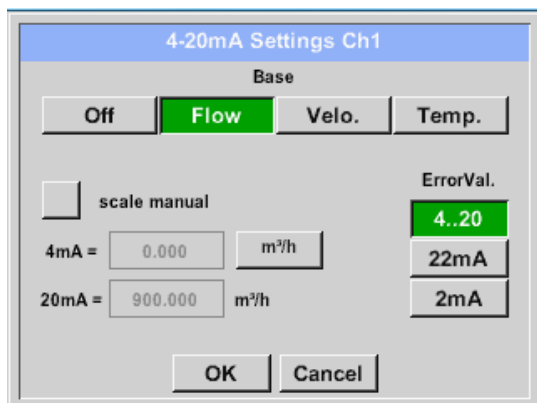 4-20mA Settings Ch1
Base
Off Flow Velo. Temp.
ErrorVal.
scale manual
4..20
4mA = 0.000 m³/h
22mA
20mA = 900.000 m³/h
2mA
OK Cancel